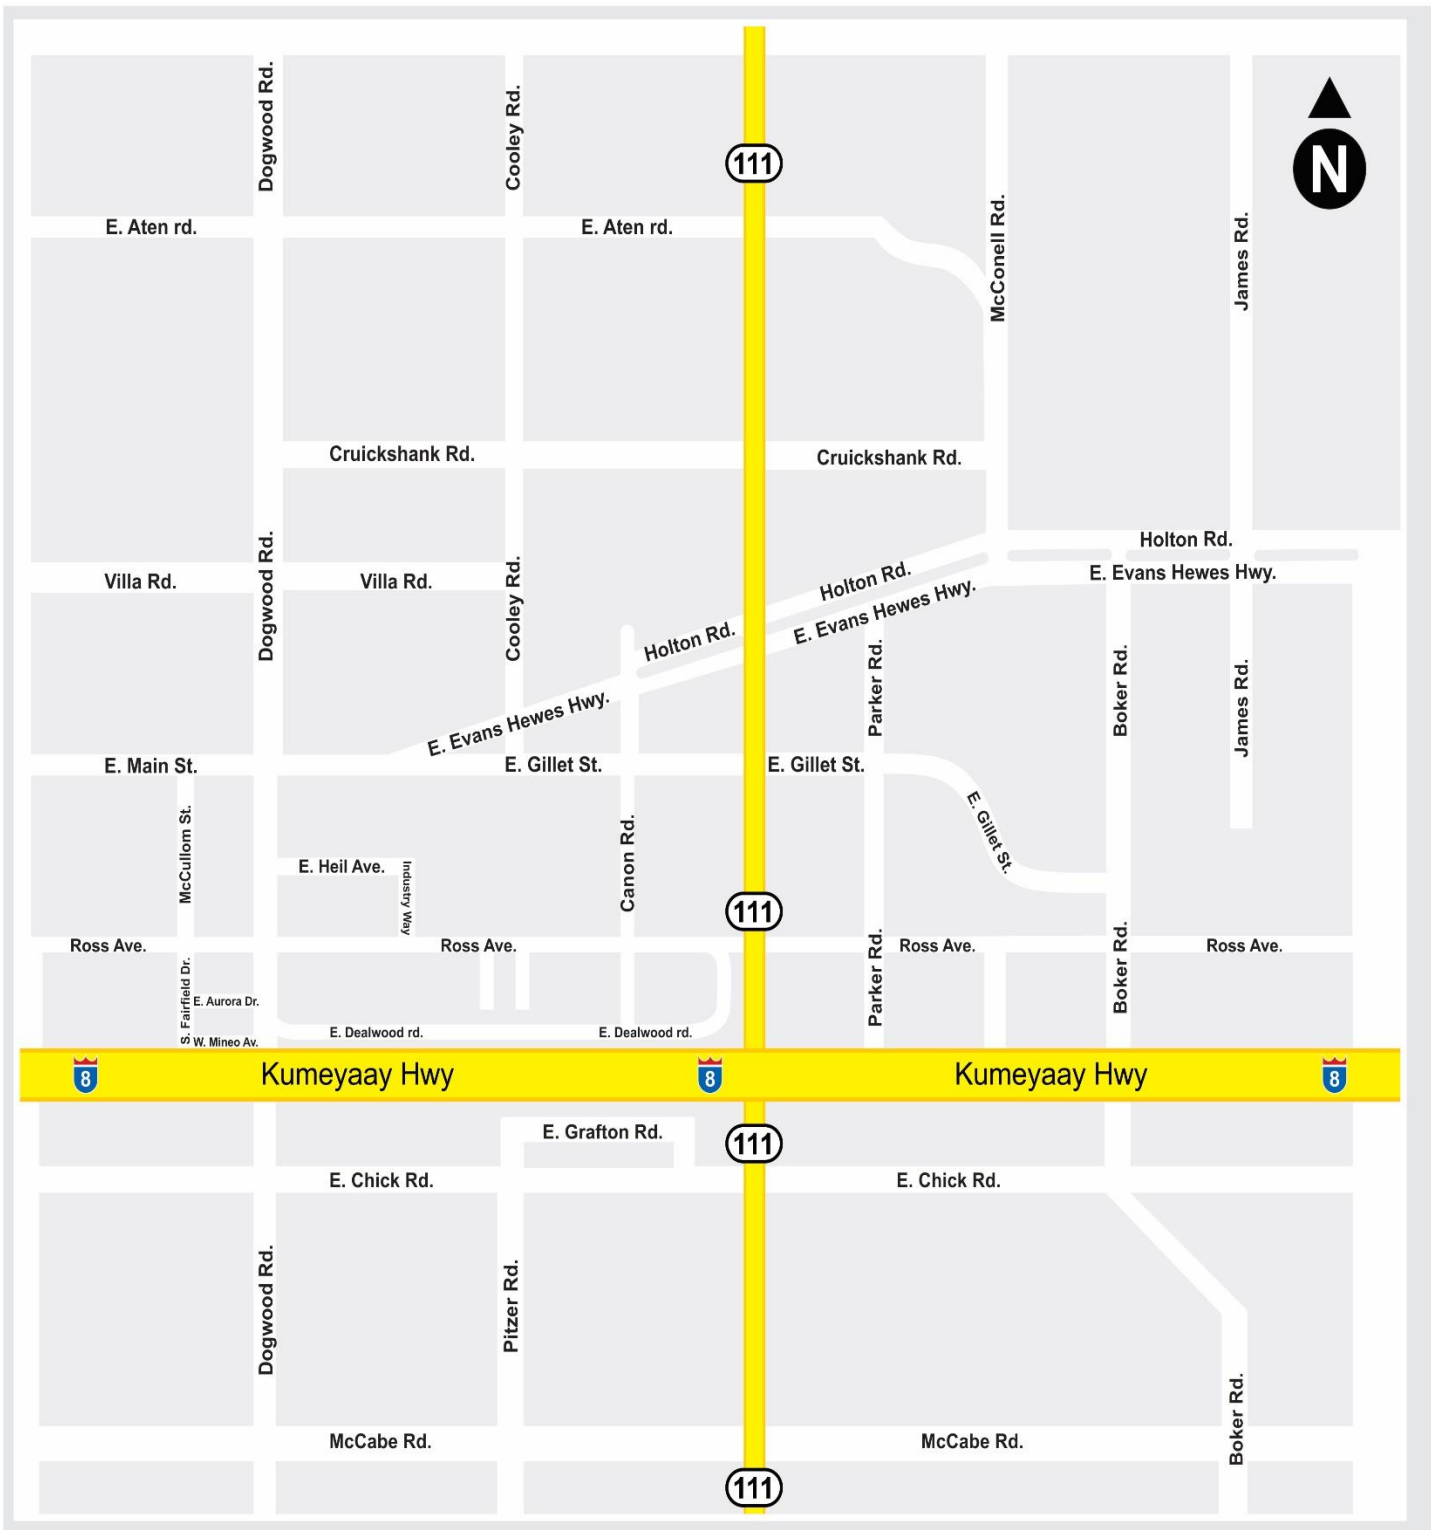 Dogwood Rd.
Cooley Rd.
111
N
E. Aten rd.
E. Aten rd.
McConell Rd.
James Rd.
Cruickshank Rd.
Cruickshank Rd.
Holton Rd.
Villa Rd.
Dogwood Rd.
Villa Rd.
Cooley Rd.
Holton Rd.
E. Evans Hewes Hwy.
Holton Rd.
E. Evans Hewes Hwy.
Parker Rd.
Boker Rd.
James Rd.
E. Evans Hewes Hwy.
E. Main St.
E. Gillet St.
E. Gillet St.
E. Gillet St.
McCullom St.
E. Heil Ave.
Industry Way
Canon Rd.
111
Ross Ave.
Ross Ave.
Ross Ave.
Ross Ave.
Parker Rd.
Boker Rd.
S. Fairfield Dr.
E. Aurora Dr.
W. Mineo Av.
E. Dealwood rd.
E. Dealwood rd.
8
Kumeyaay Hwy
8
Kumeyaay Hwy
8
E. Grafton Rd.
111
E. Chick Rd.
E. Chick Rd.
Dogwood Rd.
Pitzer Rd.
Boker Rd.
McCabe Rd.
McCabe Rd.
111